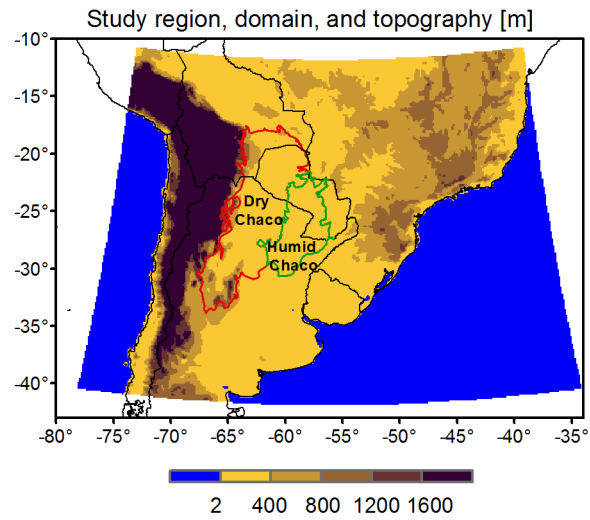 Study region, domain, and topography [m]
-10°
-15°
-20°
-25°
-30°
-35°
-40°
Dry
Chaco
Humid
Chaco
-80° -75° -70° -65° -60° -55° -50° -45° -40° -35°
2 400 800 1200 1600